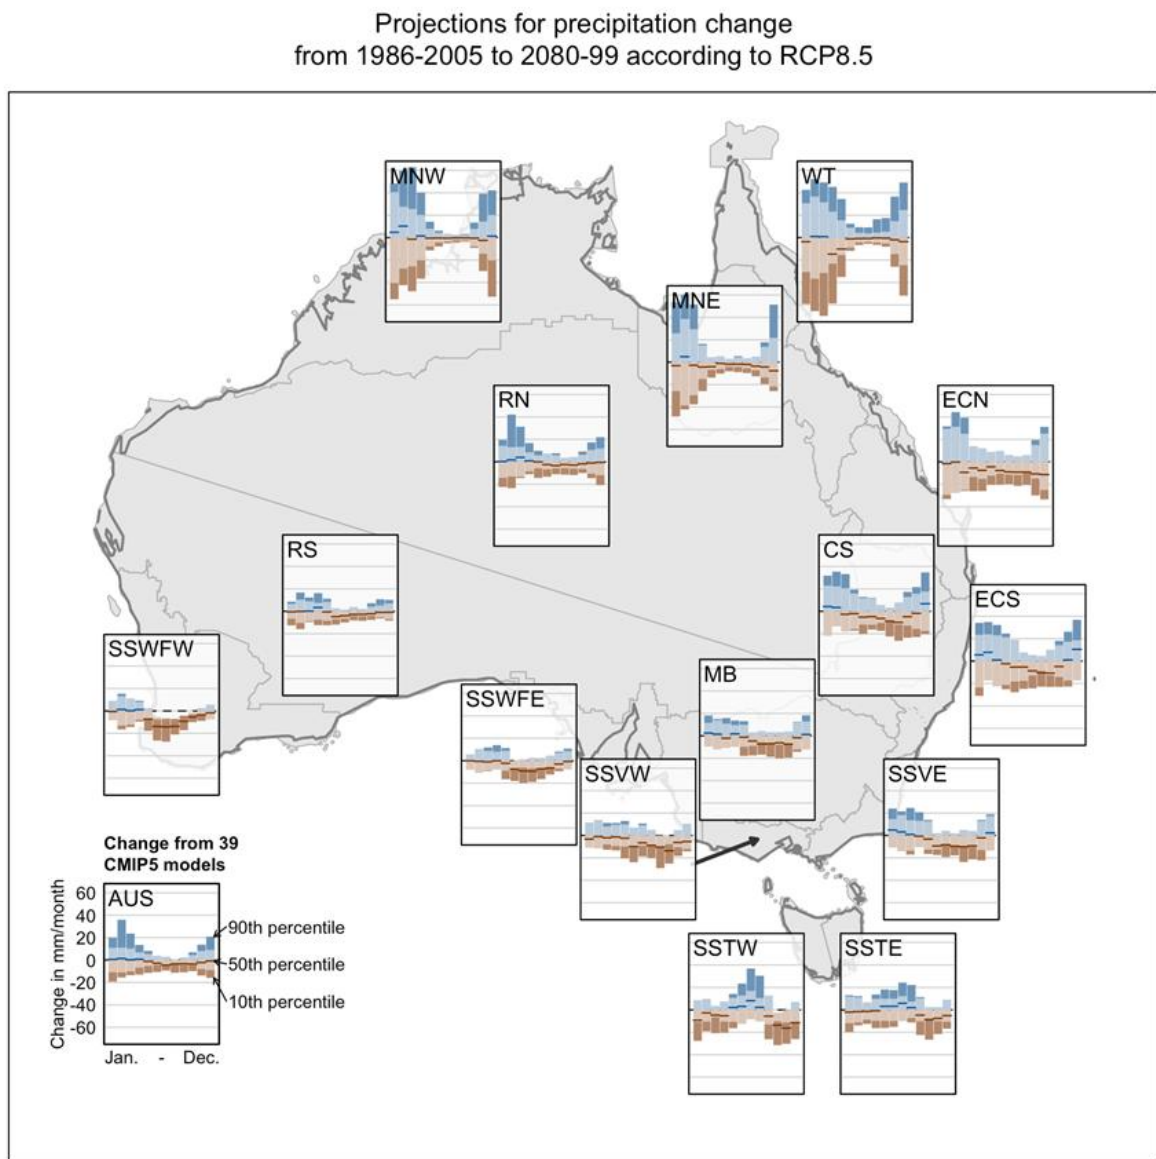 Projections for precipitation change
from 1986-2005 to 2080-99 according to RCP8.5
MNW
WT
MNE
RN
ECN
RS
CS
ECS
SSWFW
MB
SSWFE
SSVW
SSVE
Change from 39
CMIP5 models
AUS
60
40
20
0
-20
-40
-60
Change in mm/month
90th percentile
50th percentile
10th percentile
Jan. - Dec.
SSTW
SSTE